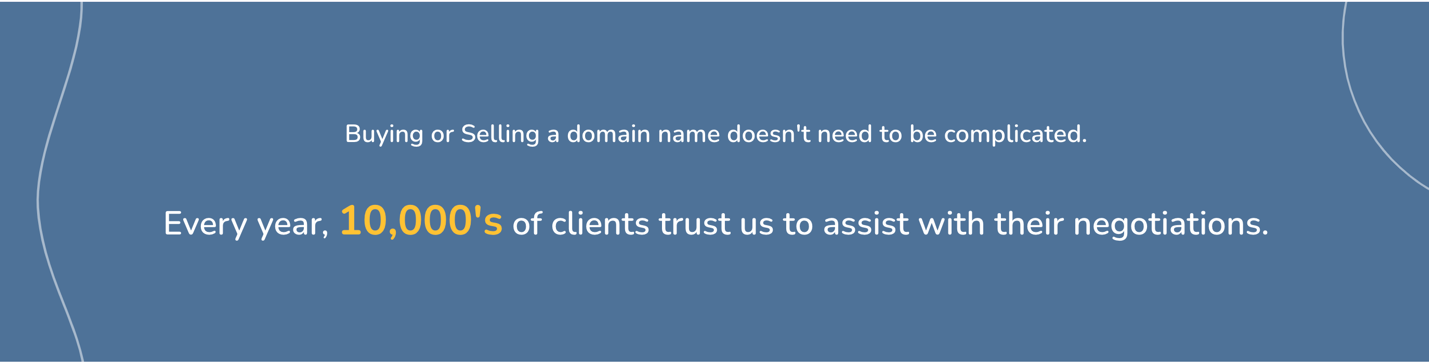 Buying or Selling a domain name doesn't need to be complicated.
Every year, 10,000's of clients trust us to assist with their negotiations.